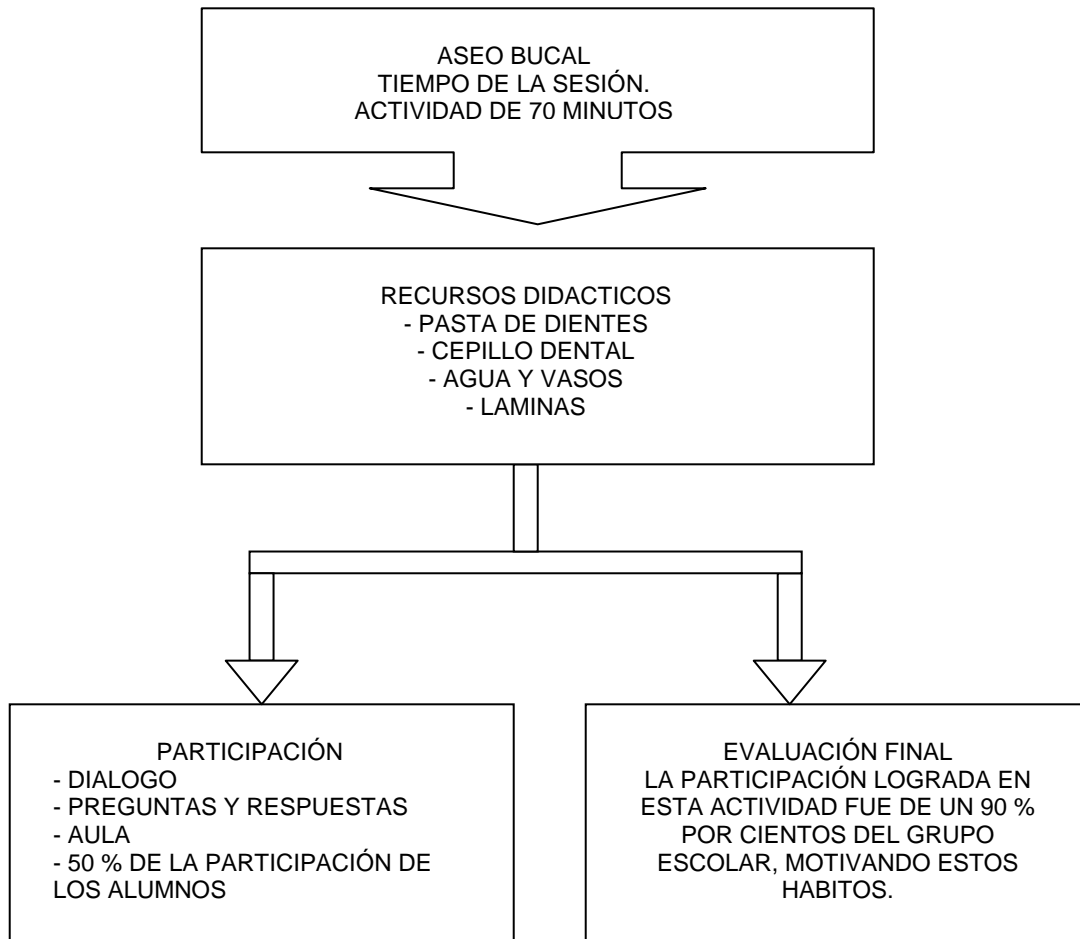 ASEO BUCAL
TIEMPO DE LA SESIÓN.
ACTIVIDAD DE 70 MINUTOS
RECURSOS DIDACTICOS
- PASTA DE DIENTES
- CEPILLO DENTAL
- AGUA Y VASOS
- LAMINAS
PARTICIPACIÓN
- DIALOGO
- PREGUNTAS Y RESPUESTAS
- AULA
- 50 % DE LA PARTICIPACIÓN DE
LOS ALUMNOS
EVALUACIÓN FINAL
LA PARTICIPACIÓN LOGRADA EN
ESTA ACTIVIDAD FUE DE UN 90 %
POR CIENTOS DEL GRUPO
ESCOLAR, MOTIVANDO ESTOS
HABITOS.